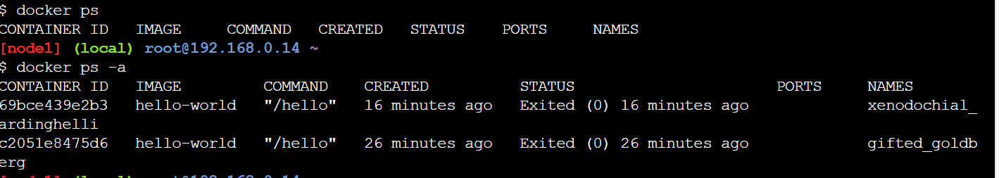 $ docker ps
CONTAINER ID   IMAGE     COMMAND   CREATED   STATUS    PORTS     NAMES
[node1] (local) root@192.168.0.14 ~
$ docker ps -a
CONTAINER ID   IMAGE         COMMAND    CREATED          STATUS                      PORTS     NAMES
69bce439e2b3   hello-world   "/hello"   16 minutes ago   Exited (0) 16 minutes ago             xenodochial_
ardinghelli
c2051e8475d6   hello-world   "/hello"   26 minutes ago   Exited (0) 26 minutes ago             gifted_goldb
erg